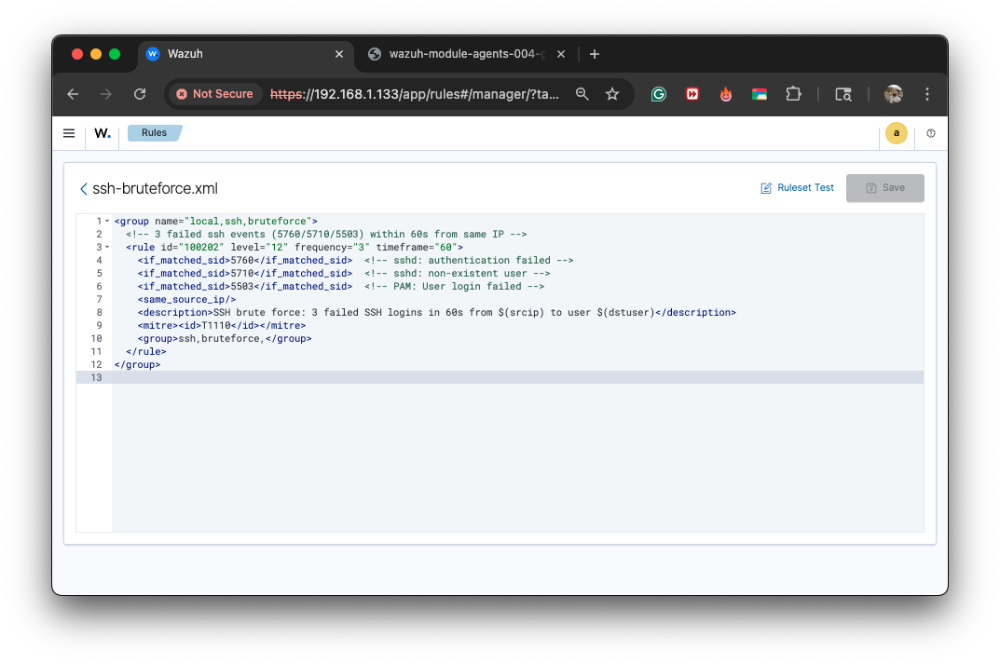 Wazuh
wazuh-module-agents-004-
Not Secure https://192.168.1.133/app/rules#/manager/?ta...
W. Rules a
ssh-bruteforce.xml Ruleset Test Save
1 <group name="local,ssh,bruteforce">
2 <!-- 3 failed ssh events (5760/5710/5503) within 60s from same IP -->
3 <rule id="100202" level="12" frequency="3" timeframe="60">
4 <if_matched_sid>5760</if_matched_sid> <!-- sshd: authentication failed -->
5 <if_matched_sid>5710</if_matched_sid> <!-- sshd: non-existent user -->
6 <if_matched_sid>5503</if_matched_sid> <!-- PAM: User login failed -->
7 <same_source_ip/>
8 <description>SSH brute force: 3 failed SSH logins in 60s from $(srcip) to user $(dstuser)</description>
9 <mitre><id>T1110</id></mitre>
10 <group>ssh,bruteforce,</group>
11 </rule>
12 </group>
13